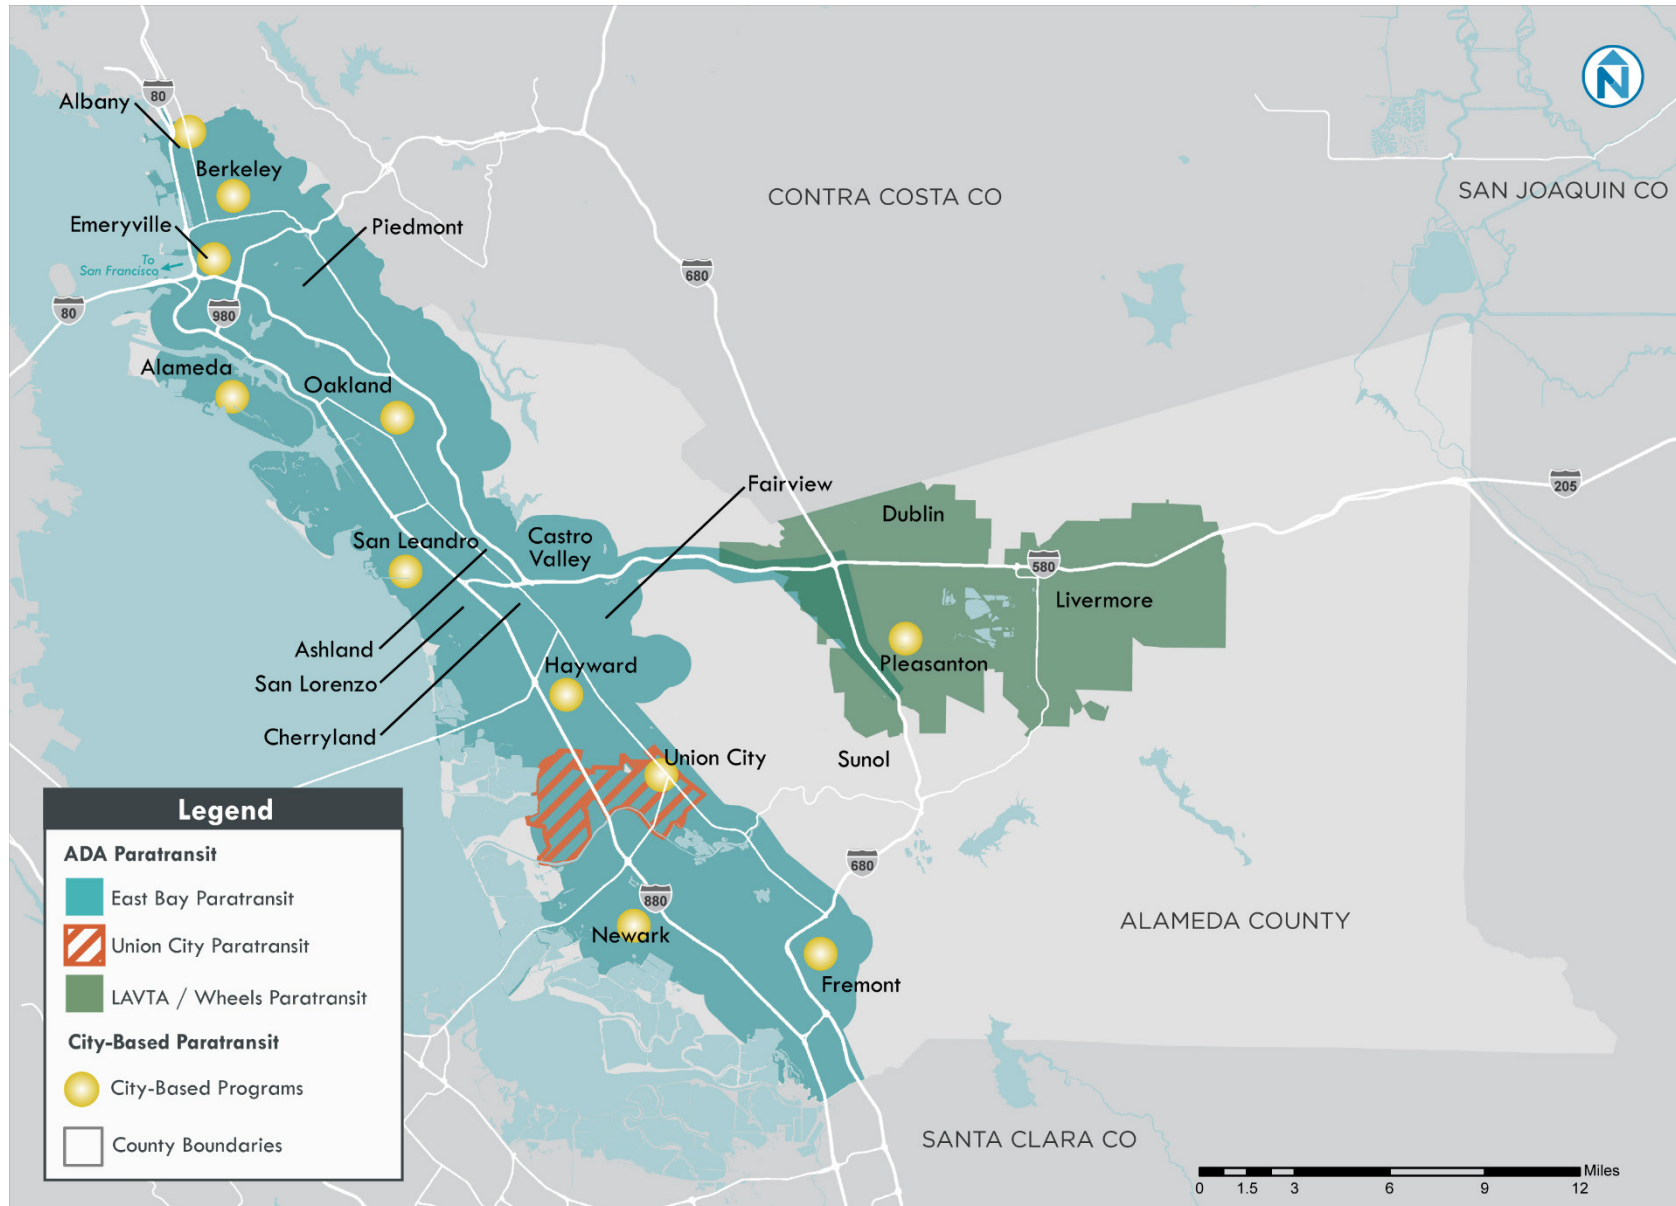 80
Albany
Berkeley
Emeryville
Piedmont
To
San Francisco
80
980
CONTRA COSTA CO
SAN JOAQUIN CO
N
680
Alameda
Oakland
Fairview
205
Dublin
San Leandro
Castro
Valley
580
Livermore
Ashland
San Lorenzo
Hayward
Pleasanton
Cherryland
Union City
Sunol
680
880
Newark
Fremont
ALAMEDA COUNTY
SANTA CLARA CO
Legend
ADA Paratransit
East Bay Paratransit
Union City Paratransit
LAVTA / Wheels Paratransit
City-Based Paratransit
City-Based Programs
County Boundaries
Miles
0 1.5 3 6 9 12